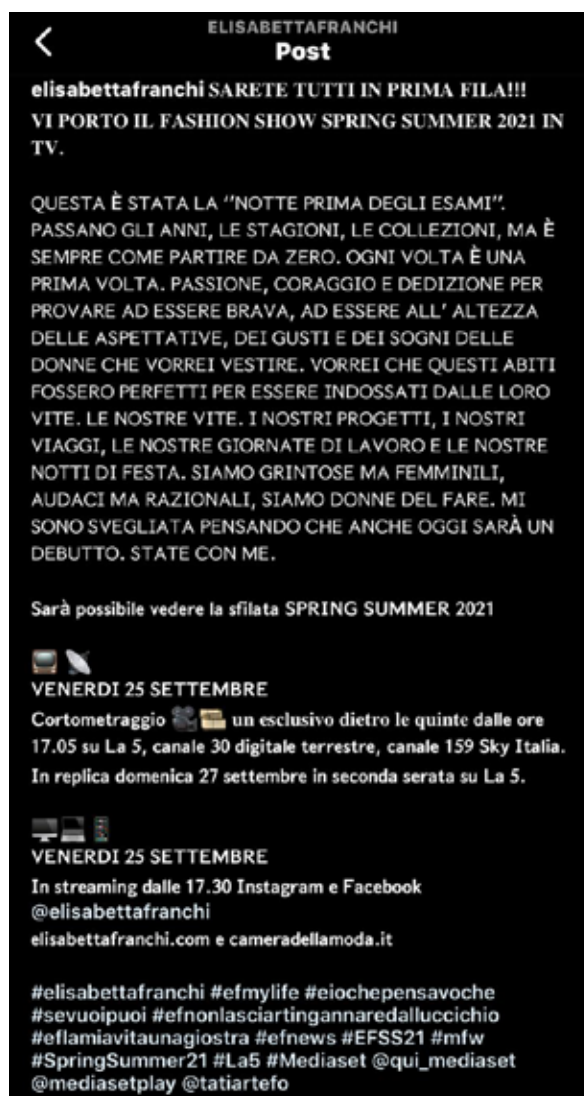 ELISABETTAFRANCHI
Post
elisabettafranchi SARETE TUTTI IN PRIMA FILA!!!
VI PORTO IL FASHION SHOW SPRING SUMMER 2021 IN
TV.
QUESTA È STATA LA "NOTTE PRIMA DEGLI ESAMI".
PASSANO GLI ANNI, LE STAGIONI, LE COLLEZIONI, MA È
SEMPRE COME PARTIRE DA ZERO. OGNI VOLTA È UNA
PRIMA VOLTA. PASSIONE, CORAGGIO E DEDIZIONE PER
PROVARE AD ESSERE BRAVA, AD ESSERE ALL' ALTEZZA
DELLE ASPETTATIVE, DEI GUSTI E DEI SOGNI DELLE
DONNE CHE VORREI VESTIRE. VORREI CHE QUESTI ABITI
FOSSERO PERFETTI PER ESSERE INDOSSATI DALLE LORO
VITE. LE NOSTRE VITE. I NOSTRI PROGETTI, I NOSTRI
VIAGGI, LE NOSTRE GIORNATE DI LAVORO E LE NOSTRE
NOTTI DI FESTA. SIAMO GRINTOSE MA FEMMINILI,
AUDACI MA RAZIONALI, SIAMO DONNE DEL FARE. MI
SONO SVEGLIATA PENSANDO CHE ANCHE OGGI SARÀ UN
DEBUTTO. STATE CON ME.
Sarà possibile vedere la sfilata SPRING SUMMER 2021
VENERDI 25 SETTEMBRE
Cortometraggio un esclusivo dietro le quinte dalle ore
17.05 su La 5, canale 30 digitale terrestre, canale 159 Sky Italia.
In replica domenica 27 settembre in seconda serata su La 5.
VENERDI 25 SETTEMBRE
In streaming dalle 17.30 Instagram e Facebook
@elisabettafranchi
elisabettafranchi.com e cameradellamoda.it
#elisabettafranchi #efmylife #eiochepensavoche
#sevuoipuoi #efnonlasciartingannaredalluccichio
#eflamiavitaunagiostra #efnews #EFSS21 #mfw
#SpringSummer21 #La5 #Mediaset @qui_mediaset
@mediasetplay @tatiartefo